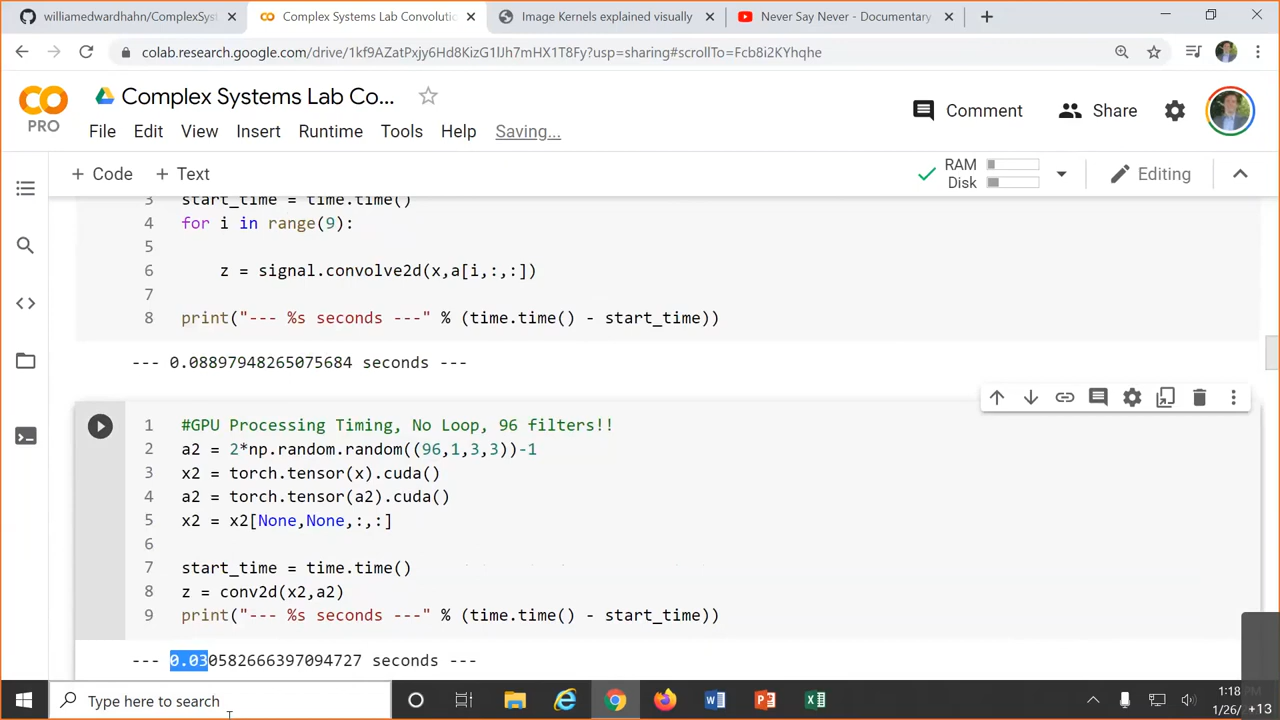 williamedwardhahn/ComplexSyst
Complex Systems Lab Convolutio
Image Kernels explained visually
Never Say Never - Documentary
colab.research.google.com/drive/1kf9AZatPxjy6Hd8KizG1lJh7mHX1T8Fy?usp=sharing#scrollTo=Fcb8i2KYhqhe
PRO
Complex Systems Lab Co...
File Edit View Insert Runtime Tools Help Saving...
Comment
Share
+ Code + Text
RAM
Disk
Editing
3 start_time = time.time()
4 for i in range(9):
5
6 z = signal.convolve2d(x,a[i,:,:])
7
8 print("--- %s seconds ---" % (time.time() - start_time))
--- 0.08897948265075684 seconds ---
1 #GPU Processing Timing, No Loop, 96 filters!!
2 a2 = 2*np.random.random((96,1,3,3))-1
3 x2 = torch.tensor(x).cuda()
4 a2 = torch.tensor(a2).cuda()
5 x2 = x2[None,None,:,:]
6
7 start_time = time.time()
8 z = conv2d(x2,a2)
9 print("--- %s seconds ---" % (time.time() - start_time))
--- 0.030582666397094727 seconds ---
Type here to search
1:18 PM
1/26/
+13